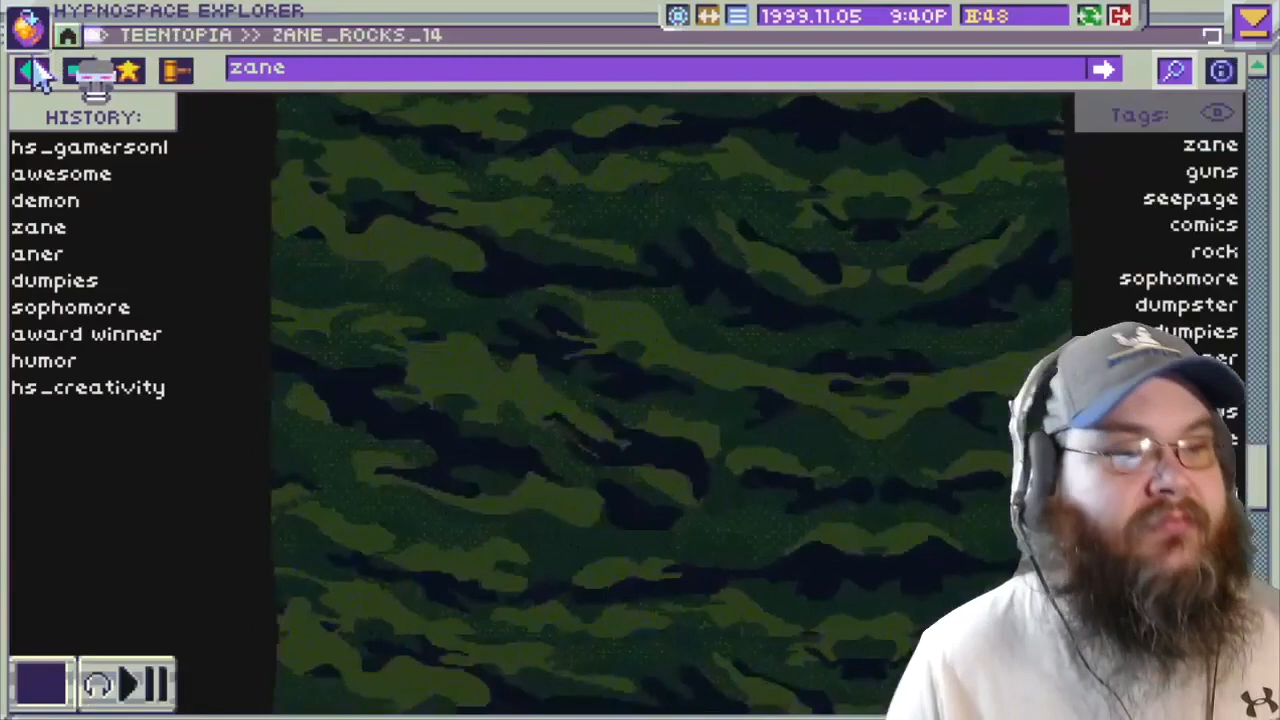 HYPNOSPACE EXPLORER
1999.11.05 9:40P
48
TEENTOPIA >> ZANE_ROCKS_14
zane
HISTORY:
hs_gamersonl
awesome
demon
zane
aner
dumpies
sophomore
award winner
humor
hs_creativity
Tags:
zane
guns
seepage
comics
rock
sophomore
dumpster
dumpies